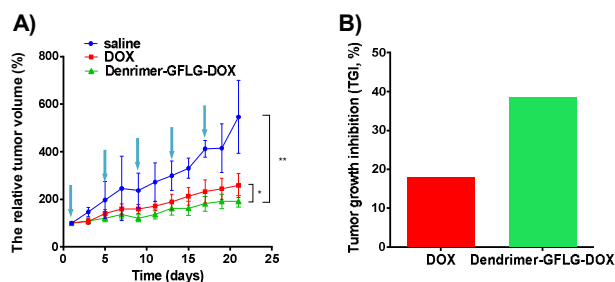 A)
saline
DOX
Denrimer-GFLG-DOX
The relative tumor volume (%)
800
600
400
200
0
0
5
10
15
20
25
Time (days)
*
**
B)
Tumor growth inhibition (TGI, %)
50
40
30
20
10
0
DOX
Dendrimer-GFLG-DOX